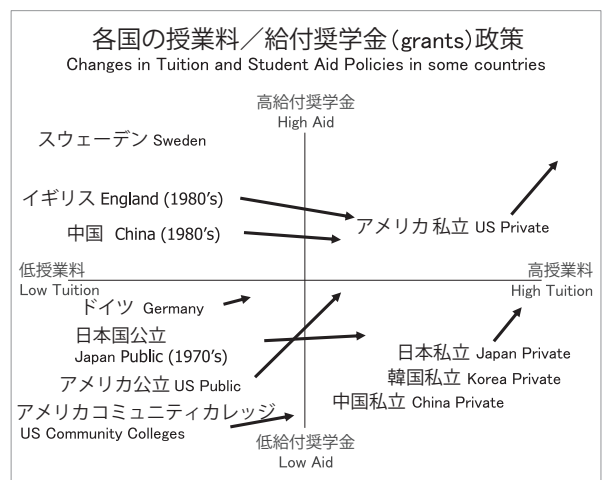 各国の授業料／給付奨学金(grants)政策
Changes in Tuition and Student Aid Policies in some countries
高給付奨学金
High Aid
スウェーデン Sweden
イギリス England (1980's)
アメリカ私立 US Private
中国 China (1980's)
低授業料
Low Tuition
高授業料
High Tuition
ドイツ Germany
日本国公立
Japan Public (1970's)
日本私立 Japan Private
韓国私立 Korea Private
アメリカ公立 US Public
中国私立 China Private
アメリカコミュニティカレッジ
US Community Colleges
低給付奨学金
Low Aid